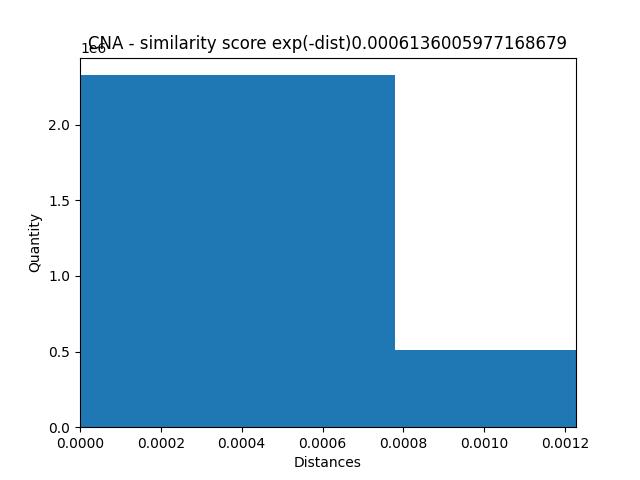 CNA - similarity score exp(-dist)0.0006136005977168679
1e6
2.0
1.5
1.0
0.5
0.0
Quantity
0.0000 0.0002 0.0004 0.0006 0.0008 0.0010 0.0012
Distances